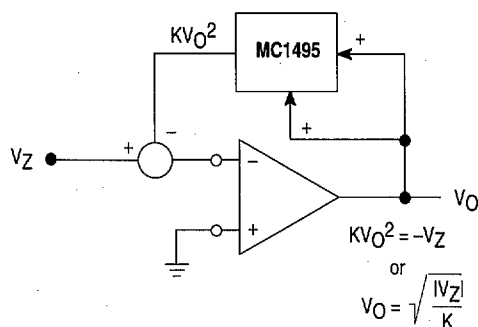 KVO²
MC1495
+
+
VZ
+
−
−
+
VO
KVO² = −VZ
or
VO = √|VZ|/K